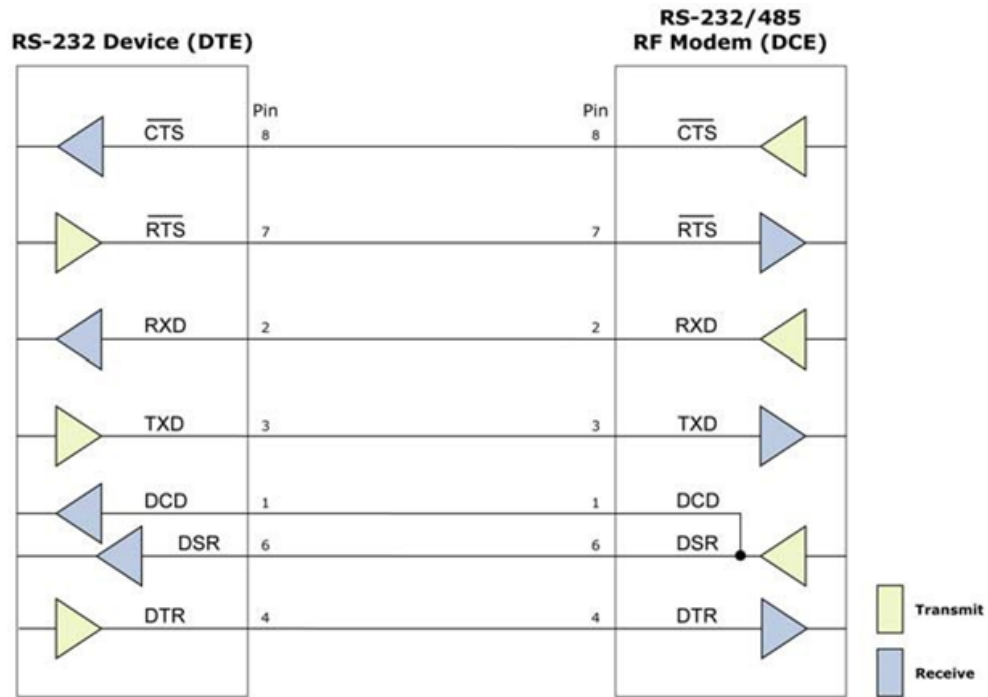 RS-232 Device (DTE)
RS-232/485
RF Modem (DCE)
Pin
Pin
CTS 8 8 CTS
RTS 7 7 RTS
RXD 2 2 RXD
TXD 3 3 TXD
DCD 1 1 DCD
DSR 6 6 DSR
DTR 4 4 DTR
Transmit
Receive